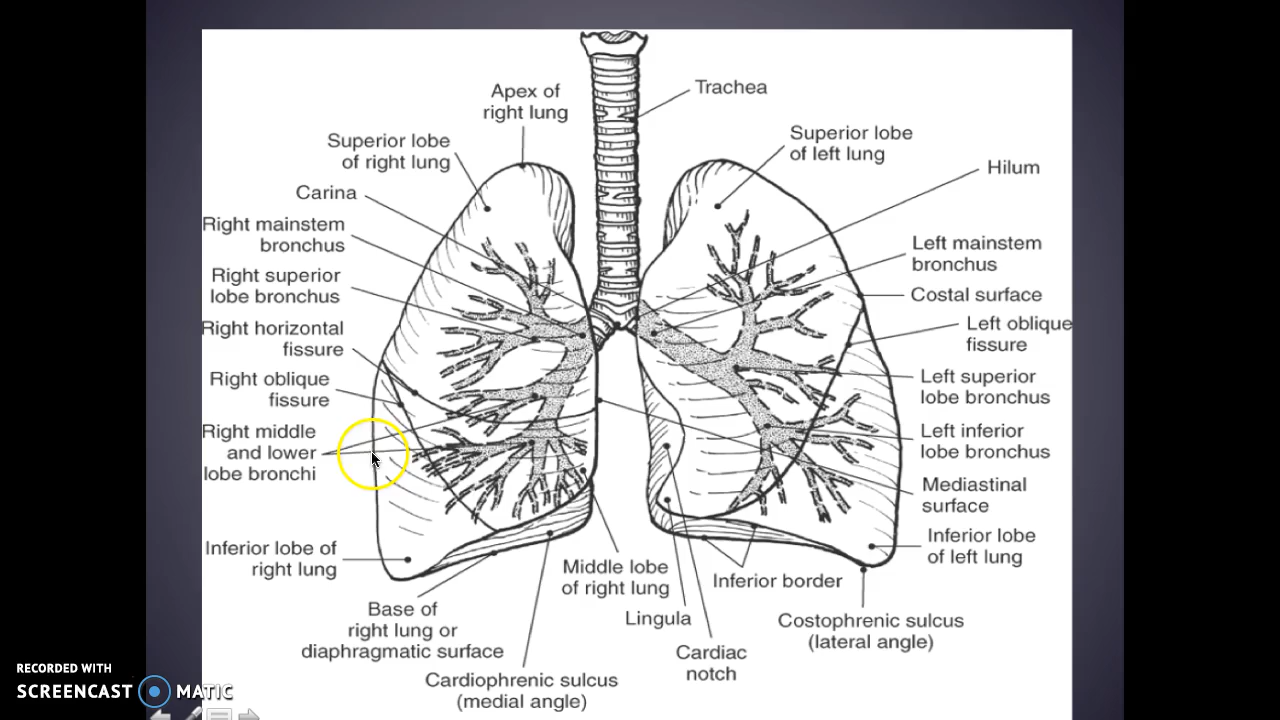 Apex of
right lung
Trachea
Superior lobe
of right lung
Superior lobe
of left lung
Hilum
Carina
Right mainstem
bronchus
Left mainstem
bronchus
Right superior
lobe bronchus
Costal surface
Right horizontal
fissure
Left oblique
fissure
Right oblique
fissure
Left superior
lobe bronchus
Right middle
and lower
lobe bronchi
Left inferior
lobe bronchus
Mediastinal
surface
Inferior lobe of
right lung
Inferior lobe
of left lung
Middle lobe
of right lung
Inferior border
Base of
right lung or
diaphragmatic surface
Lingula
Costophrenic sulcus
(lateral angle)
Cardiac
notch
Cardiophrenic sulcus
(medial angle)
RECORDED WITH
SCREENCAST MATIC